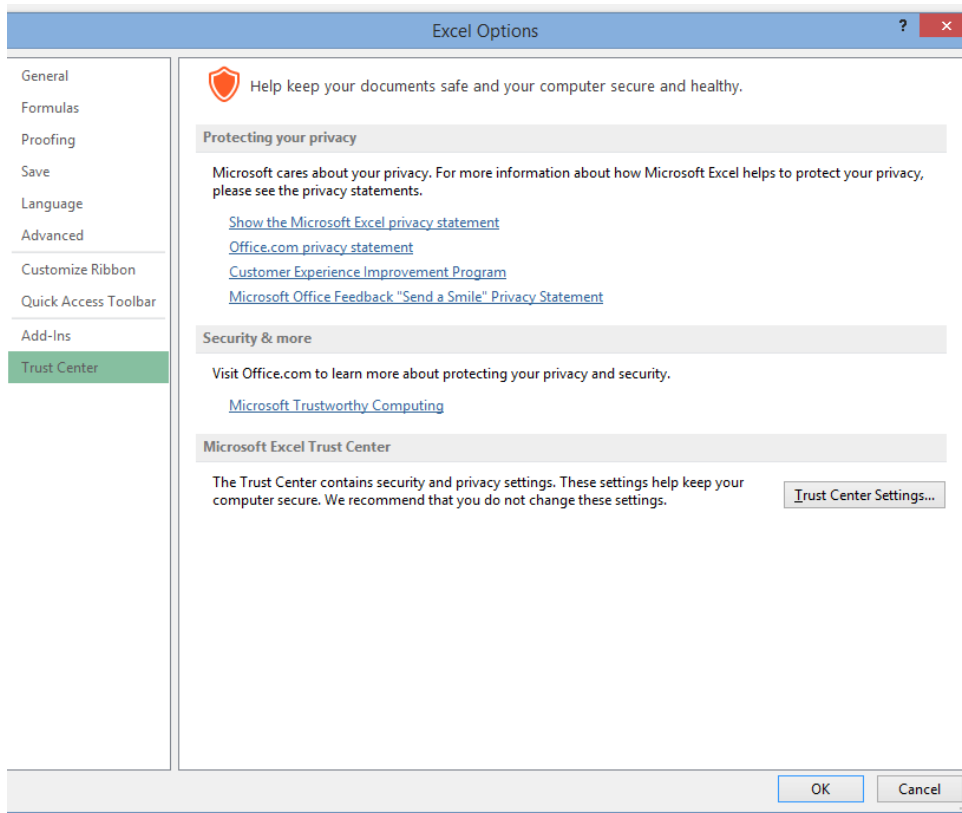 Excel Options
?
×
General
Formulas
Proofing
Save
Language
Advanced
Customize Ribbon
Quick Access Toolbar
Add-Ins
Trust Center
Help keep your documents safe and your computer secure and healthy.
Protecting your privacy
Microsoft cares about your privacy. For more information about how Microsoft Excel helps to protect your privacy,
please see the privacy statements.
Show the Microsoft Excel privacy statement
Office.com privacy statement
Customer Experience Improvement Program
Microsoft Office Feedback "Send a Smile" Privacy Statement
Security & more
Visit Office.com to learn more about protecting your privacy and security.
Microsoft Trustworthy Computing
Microsoft Excel Trust Center
The Trust Center contains security and privacy settings. These settings help keep your
computer secure. We recommend that you do not change these settings.
Trust Center Settings...
OK
Cancel